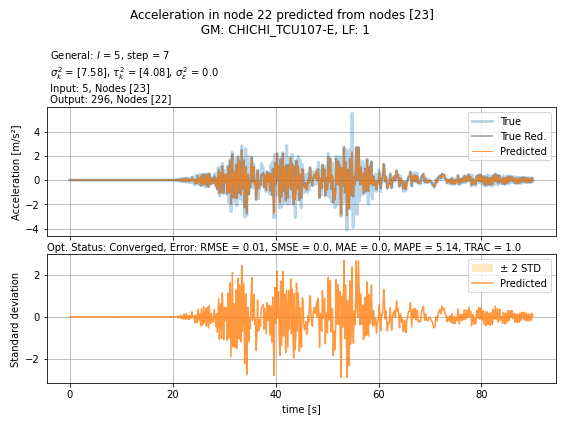 Acceleration in node 22 predicted from nodes [23]
GM: CHICHI_TCU107-E, LF: 1
General: l = 5, step = 7
σ²ₖ = [7.58], τ²ₖ = [4.08], σ²ε = 0.0
Input: 5, Nodes [23]
Output: 296, Nodes [22]
Acceleration [m/s²]
4
2
0
−2
−4
True
True Red.
Predicted
Opt. Status: Converged, Error: RMSE = 0.01, SMSE = 0.0, MAE = 0.0, MAPE = 5.14, TRAC = 1.0
Standard deviation
2
0
−2
± 2 STD
Predicted
0 20 40 60 80
time [s]